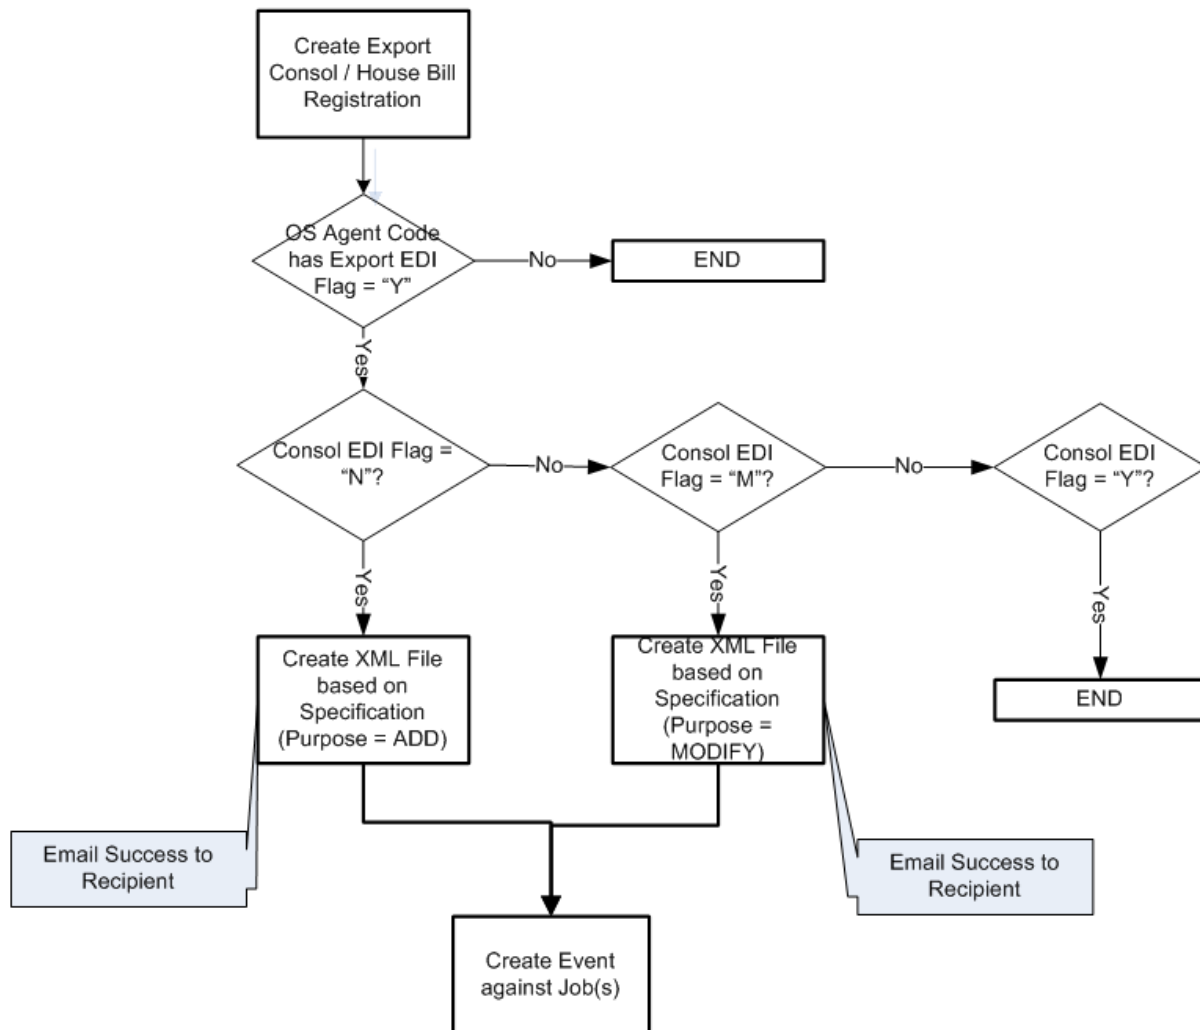 Create Export
Consol / House Bill
Registration
OS Agent Code
has Export EDI
Flag = “Y”
No
END
Yes
Consol EDI Flag =
“N”?
No
Consol EDI
Flag = “M”?
No
Consol EDI
Flag = “Y”?
Yes
Yes
Yes
Create XML File
based on
Specification
(Purpose = ADD)
Create XML File
based on
Specification
(Purpose =
MODIFY)
END
Email Success to
Recipient
Email Success to
Recipient
Create Event
against Job(s)